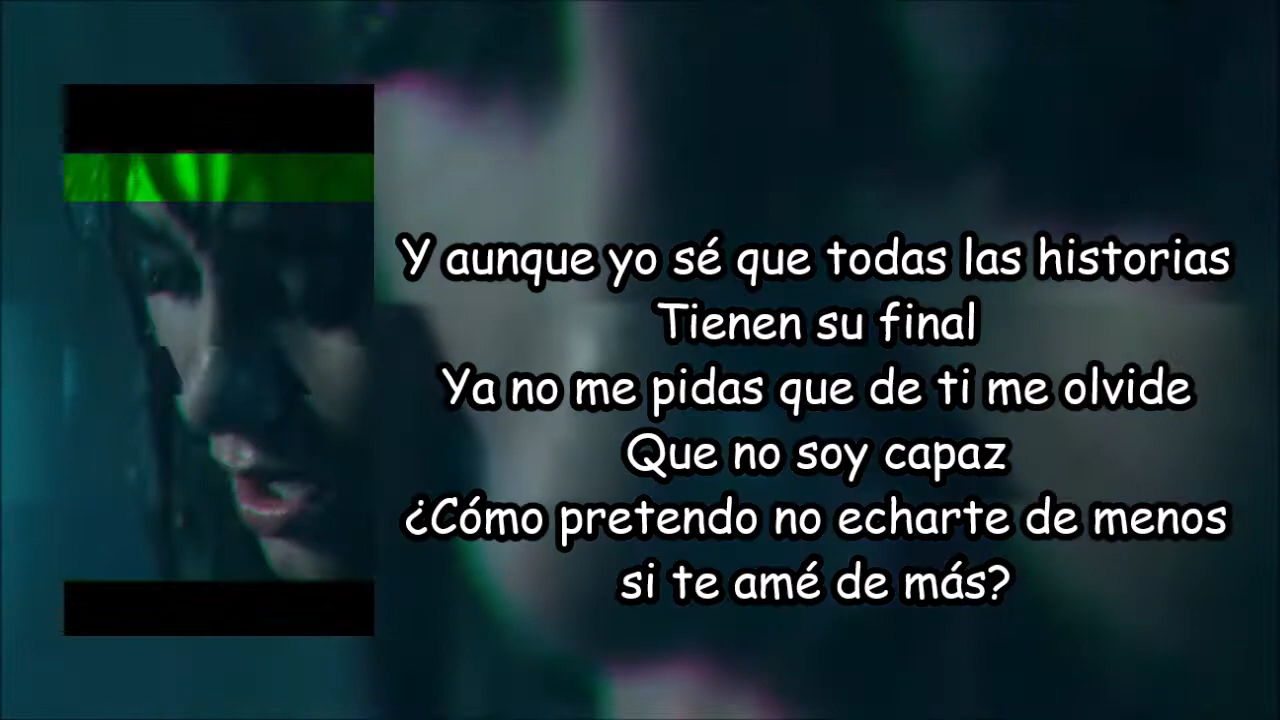 Y aunque yo sé que todas las historias
Tienen su final
Ya no me pidas que de ti me olvide
Que no soy capaz
¿Cómo pretendo no echarte de menos
si te amé de más?